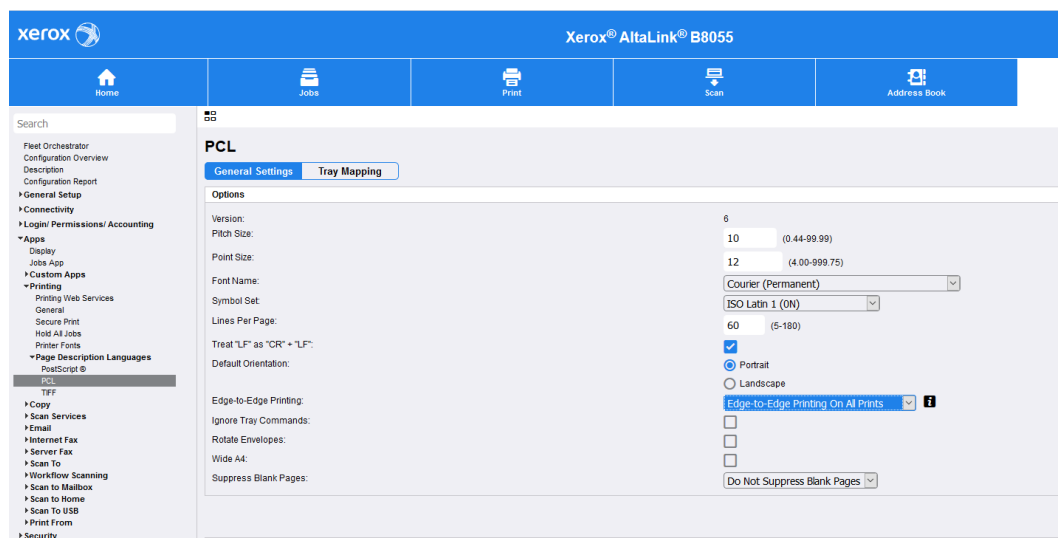 xerox
Xerox® AltaLink® B8055
Home
Jobs
Print
Scan
Address Book
Search
Fleet Orchestrator
Configuration Overview
Description
Configuration Report
General Setup
Connectivity
Login/ Permissions/ Accounting
Apps
Display
Jobs App
Custom Apps
Printing
Printing Web Services
General
Secure Print
Hold All Jobs
Printer Fonts
Page Description Languages
PostScript ®
PCL
TIFF
Copy
Scan Services
Email
Internet Fax
Server Fax
Scan To
Workflow Scanning
Scan to Mailbox
Scan to Home
Scan To USB
Print From
Security
PCL
General Settings Tray Mapping
Options
Version: 6
Pitch Size: 10 (0.44-99.99)
Point Size: 12 (4.00-999.75)
Font Name: Courier (Permanent)
Symbol Set: ISO Latin 1 (0N)
Lines Per Page: 60 (5-180)
Treat "LF" as "CR" + "LF":
Default Orientation: Portrait
Landscape
Edge-to-Edge Printing: Edge-to-Edge Printing On All Prints i
Ignore Tray Commands:
Rotate Envelopes:
Wide A4:
Suppress Blank Pages: Do Not Suppress Blank Pages